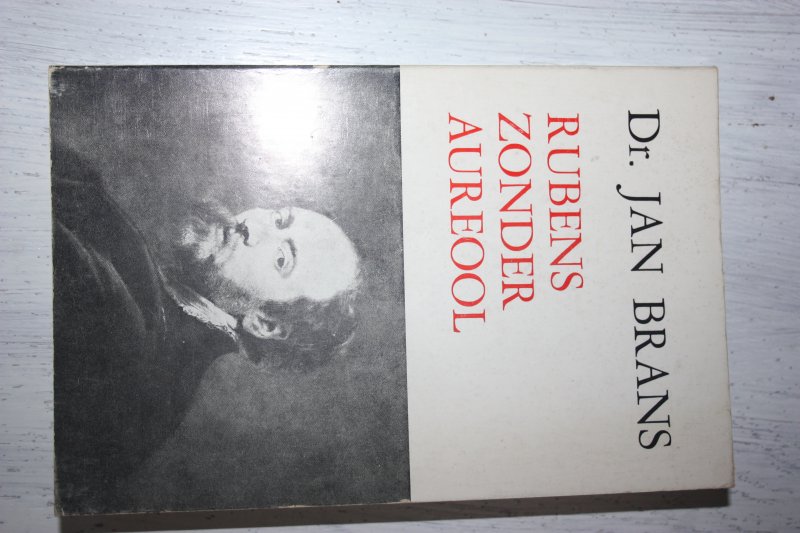 Dr. JAN BRANS
RUBENS
ZONDER
AUREOOL